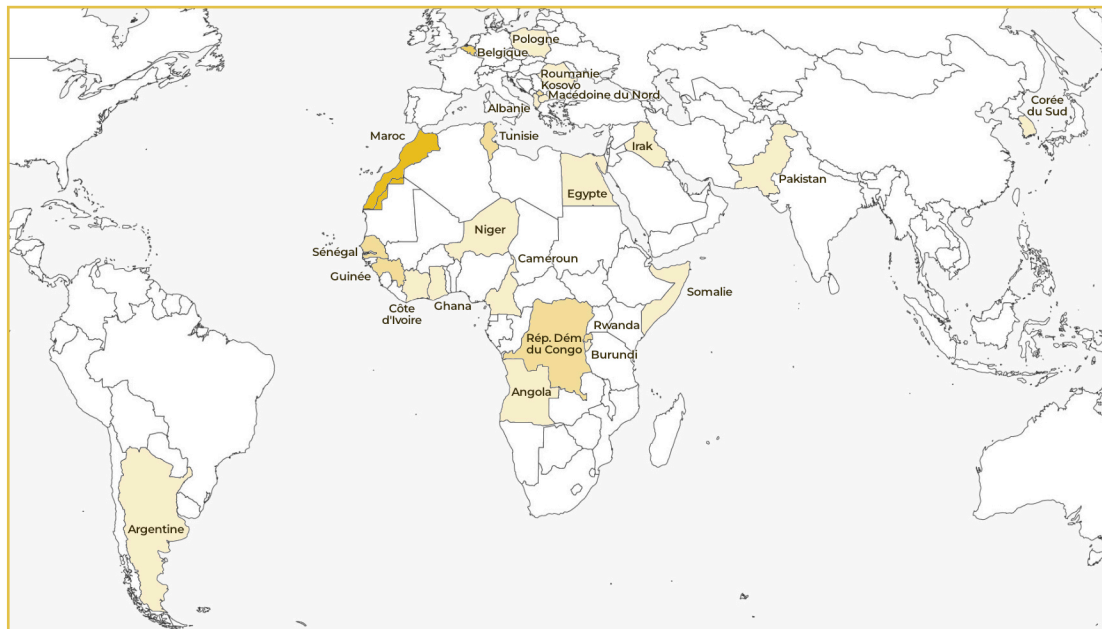 Pologne
Belgique
Roumanie
Kosovo
Macédoine du Nord
Albanie
Corée
du Sud
Maroc
Tunisie
Irak
Pakistan
Egypte
Niger
Sénégal
Cameroun
Guinée
Somalie
Côte
d'Ivoire
Ghana
Rwanda
Rép. Dém.
du Congo
Burundi
Angola
Argentine